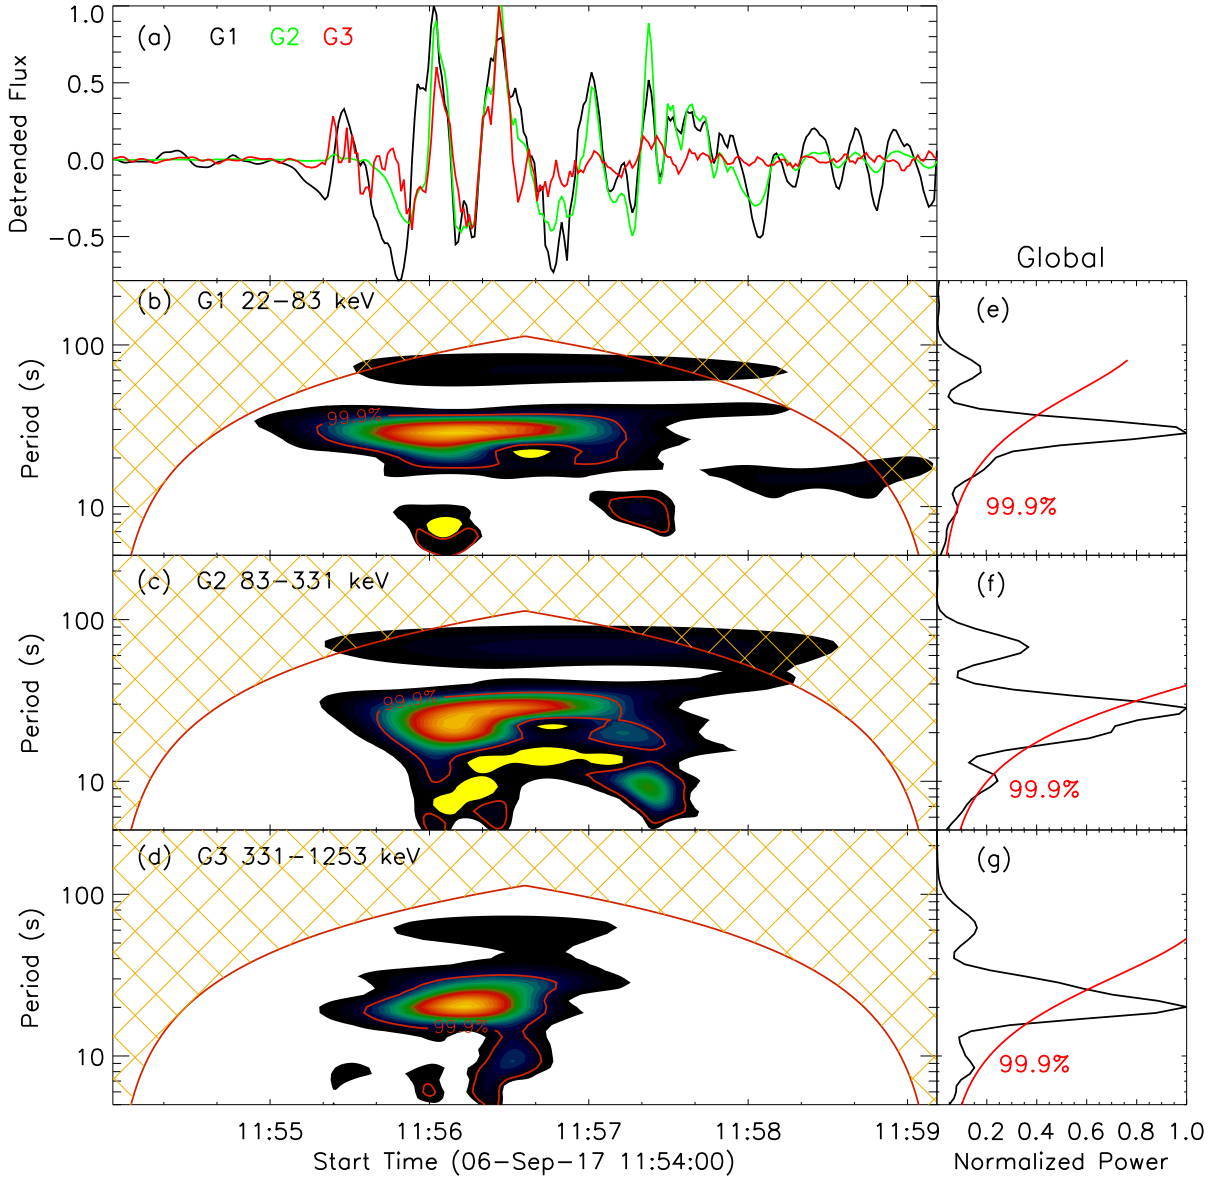 (a) G1 G2 G3
1.0
0.5
0.0
−0.5
Detrended Flux
Global
(b) G1 22−83 keV
100
10
Period (s)
99.9%
(e)
99.9%
(c) G2 83−331 keV
100
10
Period (s)
99.9%
(f)
99.9%
(d) G3 331−1253 keV
100
10
Period (s)
99.9%
(g)
99.9%
11:55 11:56 11:57 11:58 11:59
Start Time (06−Sep−17 11:54:00)
0.2 0.4 0.6 0.8 1.0
Normalized Power